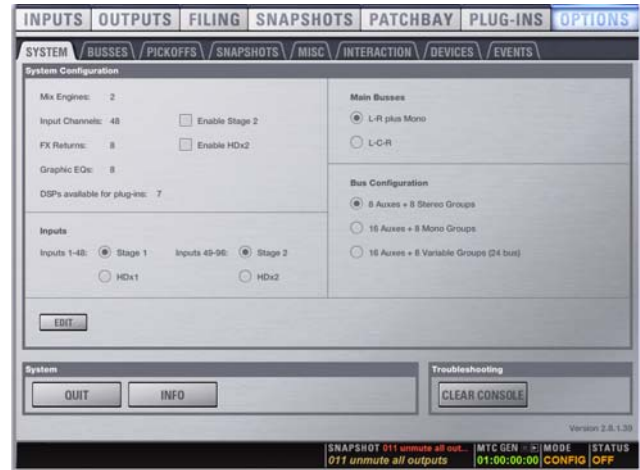 INPUTS OUTPUTS FILING SNAPSHOTS PATCHBAY PLUG-INS OPTIONS
SYSTEM BUSSES PICKOFFS SNAPSHOTS MISC INTERACTION DEVICES EVENTS
System Configuration
Mix Engines: 2
Input Channels: 48 Enable Stage 2
FX Returns: 8 Enable HDx2
Graphic EQs: 8
DSPs available for plug-ins: 7
Inputs
Inputs 1-48: Stage 1 Inputs 49-96: Stage 2
HDx1 HDx2
Main Busses
L-R plus Mono
L-C-R
Bus Configuration
8 Auxes + 8 Stereo Groups
16 Auxes + 8 Mono Groups
16 Auxes + 8 Variable Groups (24 bus)
EDIT
System
QUIT INFO
Troubleshooting
CLEAR CONSOLE
Version 2.8.1.39
SNAPSHOT 011 unmute all out... MTC GEN MODE STATUS
011 unmute all outputs 01:00:00:00 CONFIG OFF